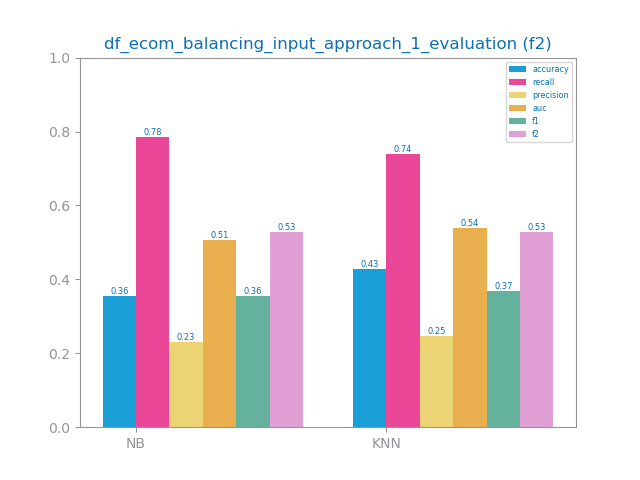 df_ecom_balancing_input_approach_1_evaluation (f2)
1.0
0.8
0.6
0.4
0.2
0.0
accuracy
recall
precision
auc
f1
f2
0.36
0.78
0.23
0.51
0.36
0.53
0.43
0.74
0.25
0.54
0.37
0.53
NB
KNN